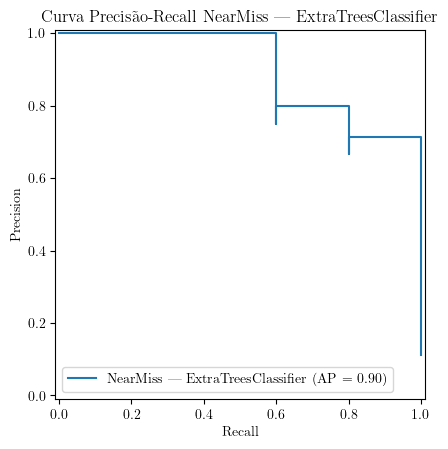 Curva Precisão-Recall NearMiss — ExtraTreesClassifier
1.0
0.8
0.6
0.4
0.2
0.0
Precision
NearMiss — ExtraTreesClassifier (AP = 0.90)
0.0 0.2 0.4 0.6 0.8 1.0
Recall